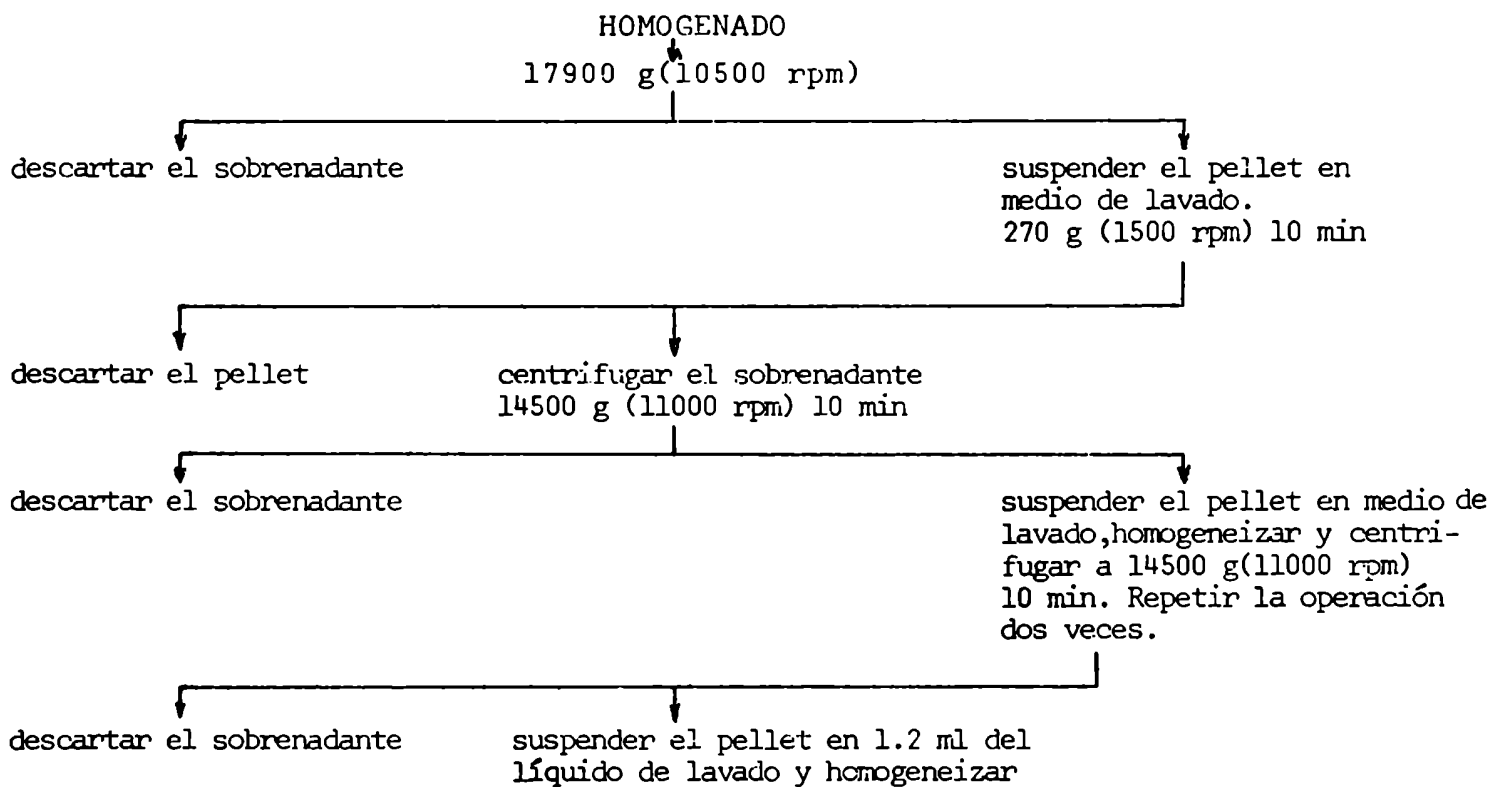 HOMOGENADO
17900 g(10500 rpm)
descartar el sobrenadante
suspender el pellet en
medio de lavado.
270 g (1500 rpm) 10 min
descartar el pellet
centrifugar el sobrenadante
14500 g (11000 rpm) 10 min
descartar el sobrenadante
suspender el pellet en medio de
lavado,homogeneizar y centri-
fugar a 14500 g(11000 rpm)
10 min. Repetir la operación
dos veces.
descartar el sobrenadante
suspender el pellet en 1.2 ml del
líquido de lavado y homogeneizar